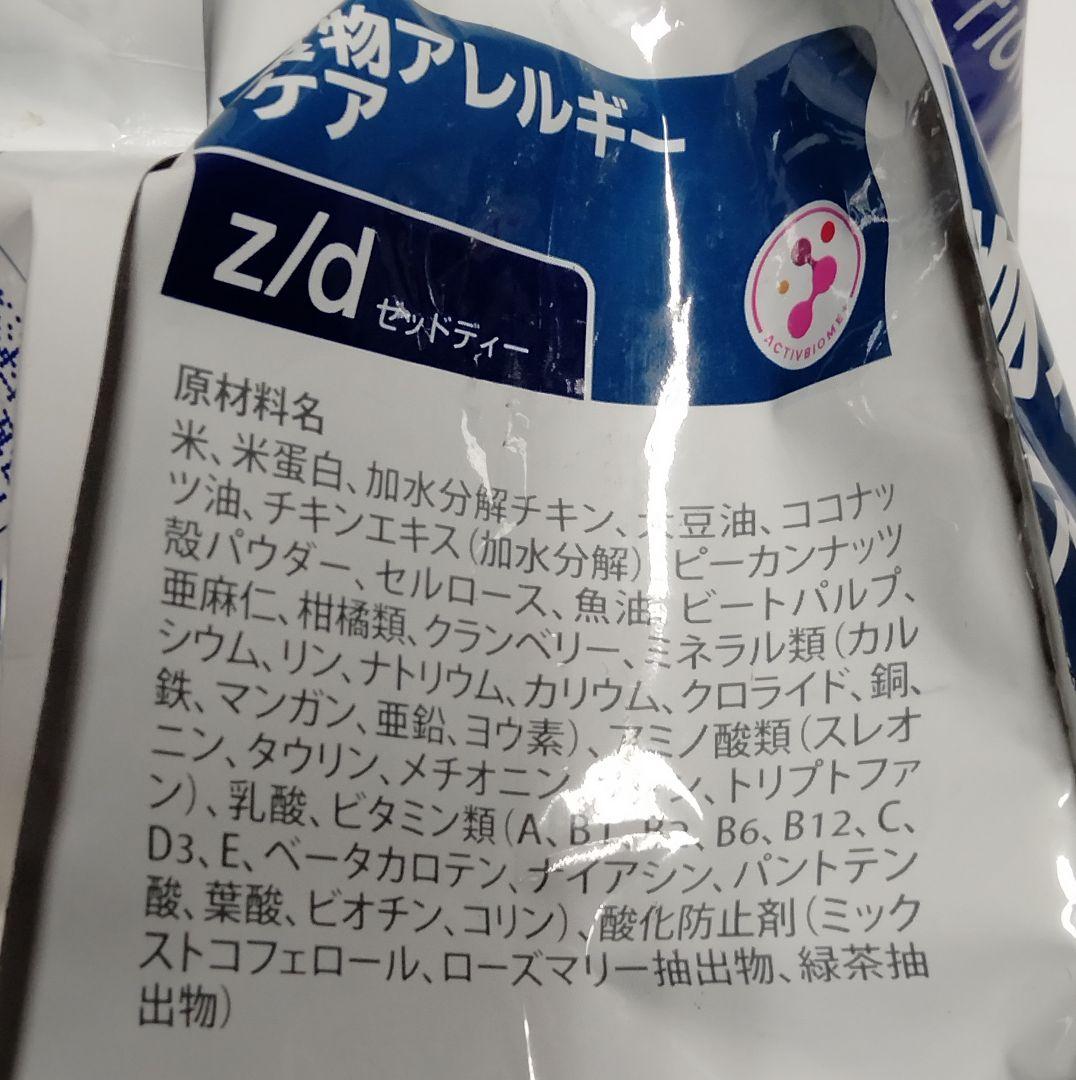 物アレルギー
ケア
z/d ゼッドティー
ACTIVBIOME+
原材料名
米、米蛋白、加水分解チキン、大豆油、ココナッ
ツ油、チキンエキス(加水分解)、ピーカンナッツ
殻パウダー、セルロース、魚油、ビートパルプ、
亜麻仁、柑橘類、クランベリー、ミネラル類(カル
シウム、リン、ナトリウム、カリウム、クロライド、銅、
鉄、マンガン、亜鉛、ヨウ素)、アミノ酸類(スレオ
ニン、タウリン、メチオニン、 ン、トリプトファ
ン)、乳酸、ビタミン類(A、B1、B2、B6、B12、C、
D3、E、ベータカロテン、ナイアシン、パントテン
酸、葉酸、ビオチン、コリン)、酸化防止剤(ミック
ストコフェロール、ローズマリー抽出物、緑茶抽
出物)